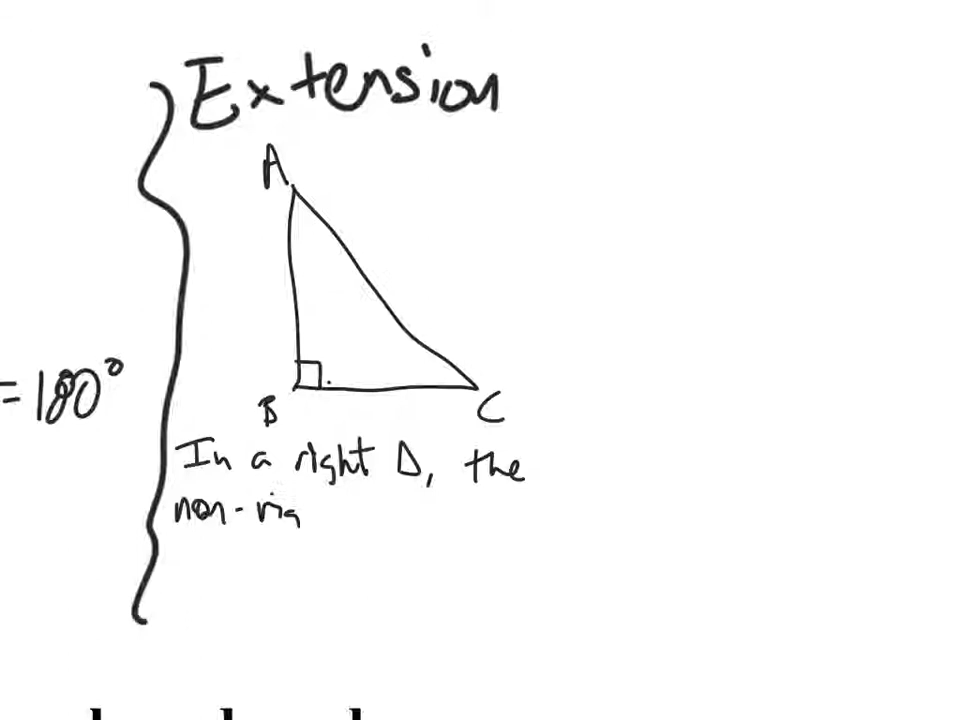 Extension
A
= 180°
B
C
In a right Δ, the
non-rig